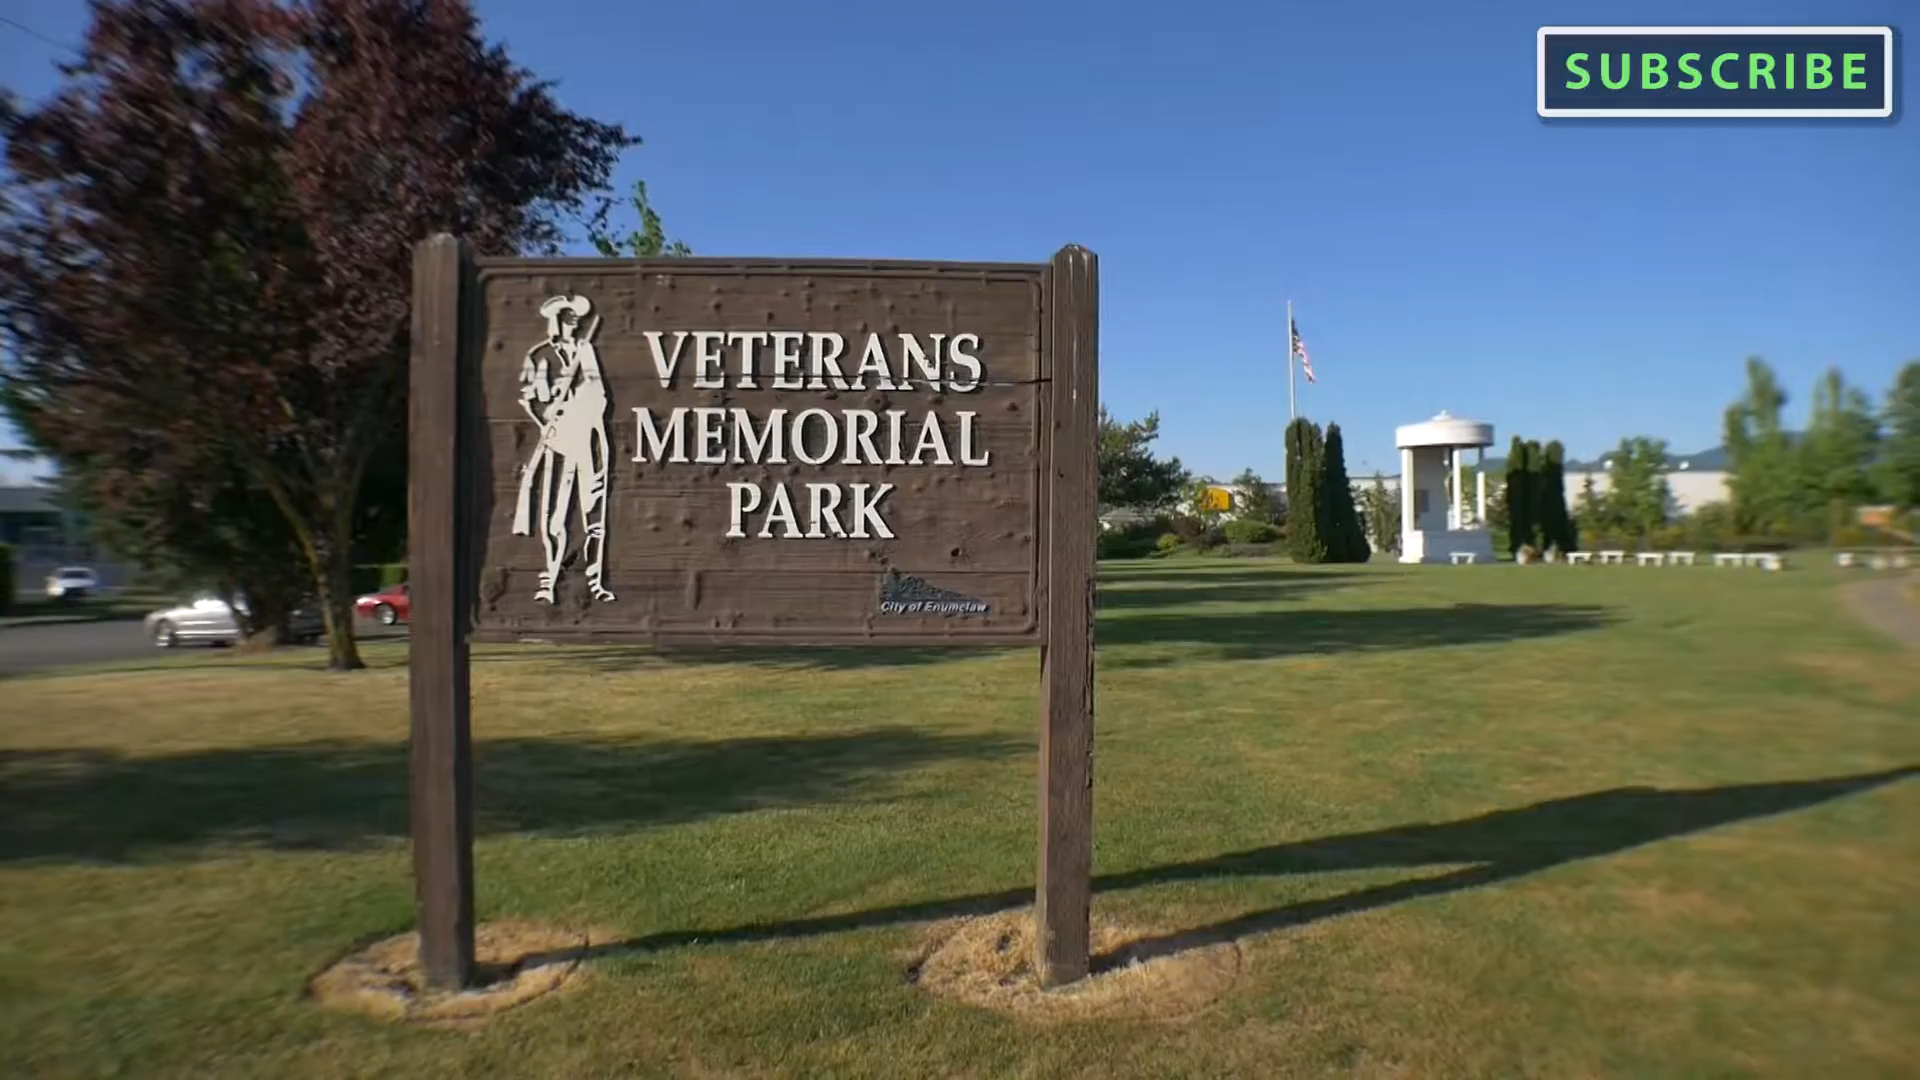 SUBSCRIBE
VETERANS
MEMORIAL
PARK
City of Enumclaw